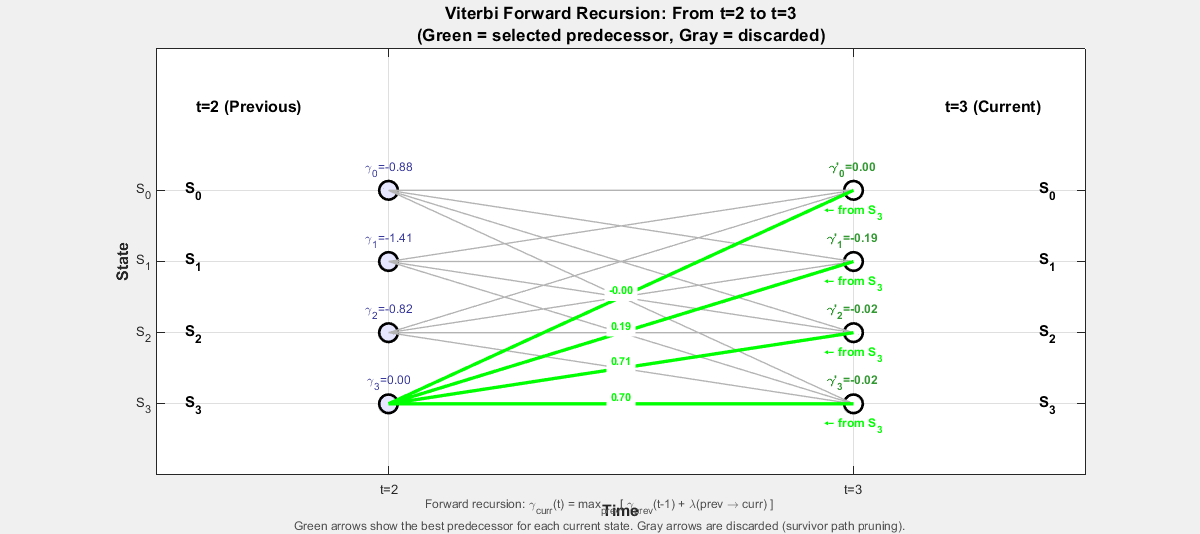 Viterbi Forward Recursion: From t=2 to t=3
(Green = selected predecessor, Gray = discarded)
t=2 (Previous)
t=3 (Current)
γ0=-0.88
γ'0=0.00
S0
S0
S0
← from S3
γ1=-1.41
γ'1=-0.19
State
S1
S1
S1
← from S3
-0.00
γ2=-0.82
γ'2=-0.02
0.19
S2
S2
S2
← from S3
0.71
γ3=0.00
γ'3=-0.02
0.70
S3
S3
S3
← from S3
t=2
t=3
Forward recursion: γcurr(t) = max [ (t-1) + λ(prev → curr) ]
Time
Green arrows show the best predecessor for each current state. Gray arrows are discarded (survivor path pruning).